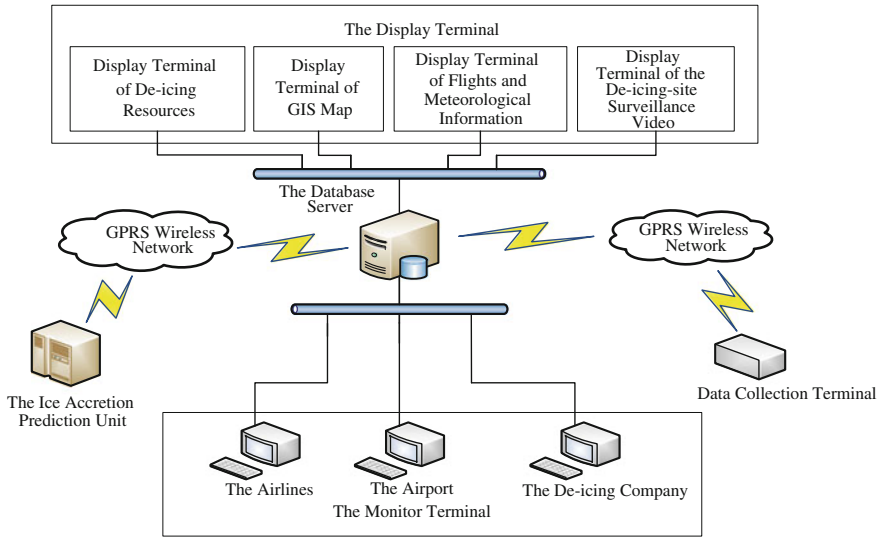 The Display Terminal
Display Terminal
of De-icing
Resources
Display
Terminal of
GIS Map
Display Terminal
of Flights and
Meteorological
Information
Display
Terminal of the
De-icing-site
Surveillance
Video
The Database
Server
GPRS Wireless
Network
GPRS Wireless
Network
The Ice Accretion
Prediction Unit
Data Collection Terminal
The Airlines
The Airport
The De-icing Company
The Monitor Terminal